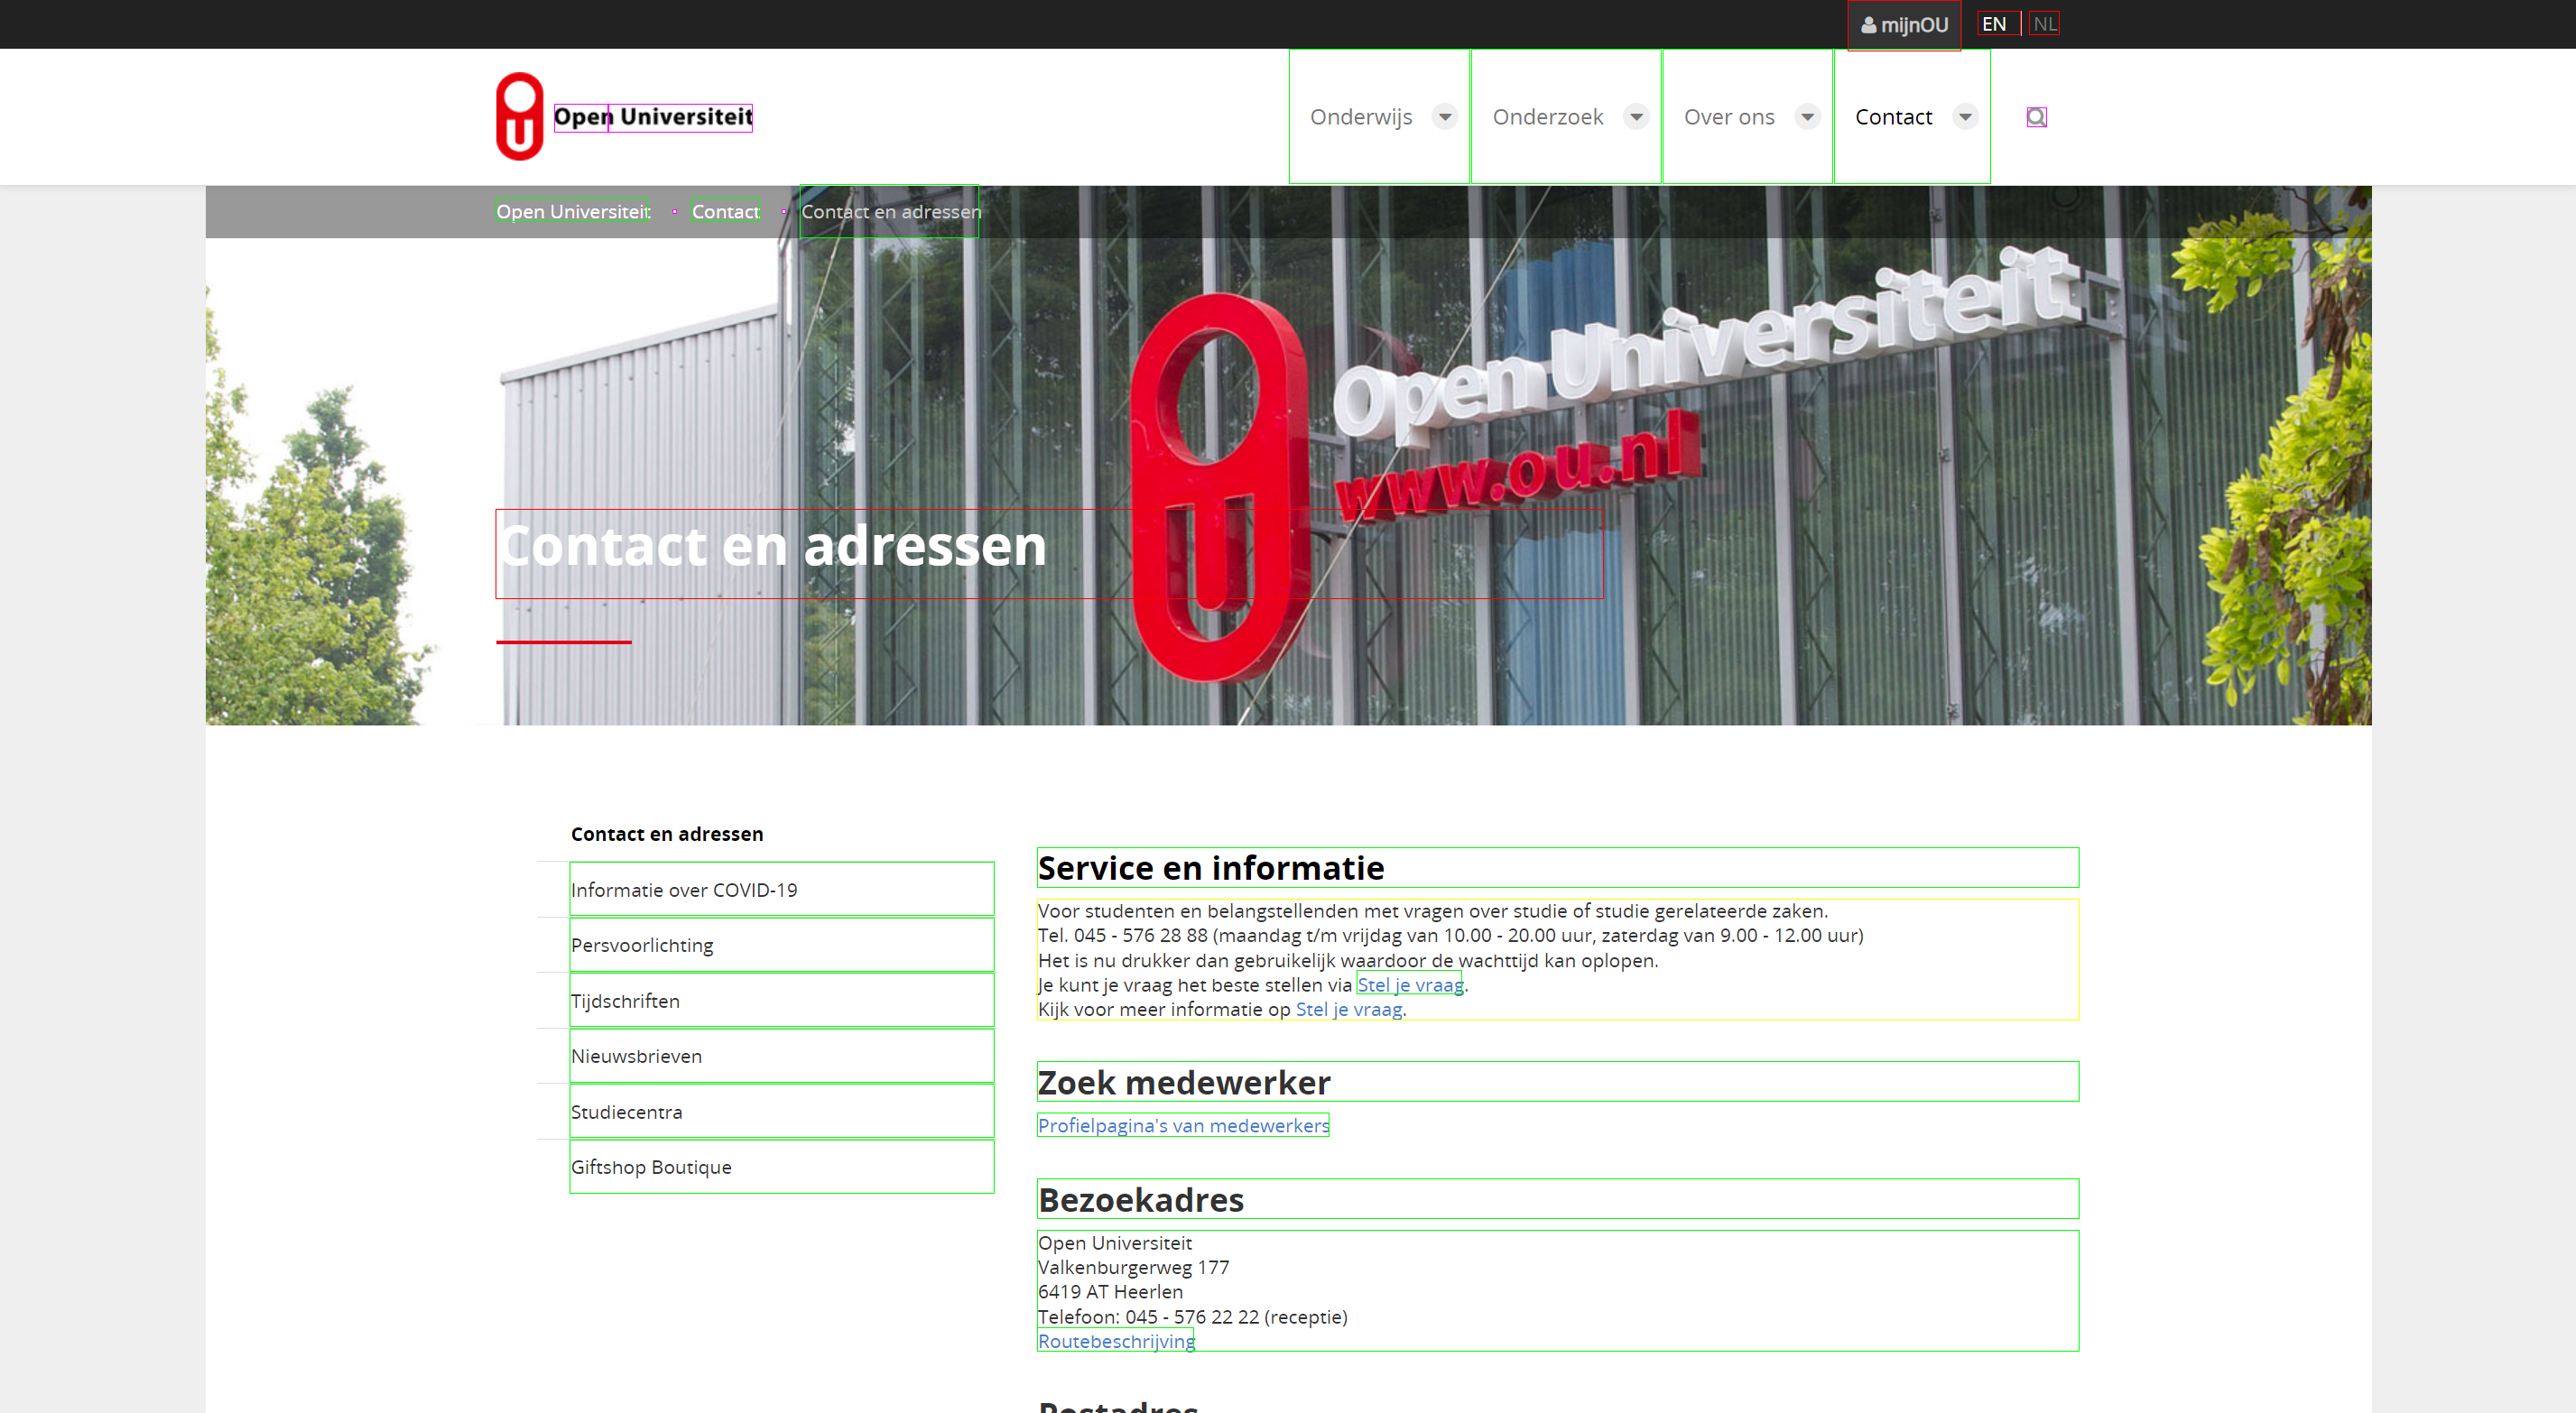 mijnOU EN NL
Open Universiteit
Onderwijs Onderzoek Over ons Contact
Open Universiteit Contact Contact en adressen
Open Universiteit
www.ou.nl
Contact en adressen
Contact en adressen
Informatie over COVID-19
Persvoorlichting
Tijdschriften
Nieuwsbrieven
Studiecentra
Giftshop Boutique
Service en informatie
Voor studenten en belangstellenden met vragen over studie of studie gerelateerde zaken.
Tel. 045 - 576 28 88 (maandag t/m vrijdag van 10.00 - 20.00 uur, zaterdag van 9.00 - 12.00 uur)
Het is nu drukker dan gebruikelijk waardoor de wachttijd kan oplopen.
Je kunt je vraag het beste stellen via Stel je vraag.
Kijk voor meer informatie op Stel je vraag.
Zoek medewerker
Profielpagina's van medewerkers
Bezoekadres
Open Universiteit
Valkenburgerweg 177
6419 AT Heerlen
Telefoon: 045 - 576 22 22 (receptie)
Routebeschrijving
Postadres